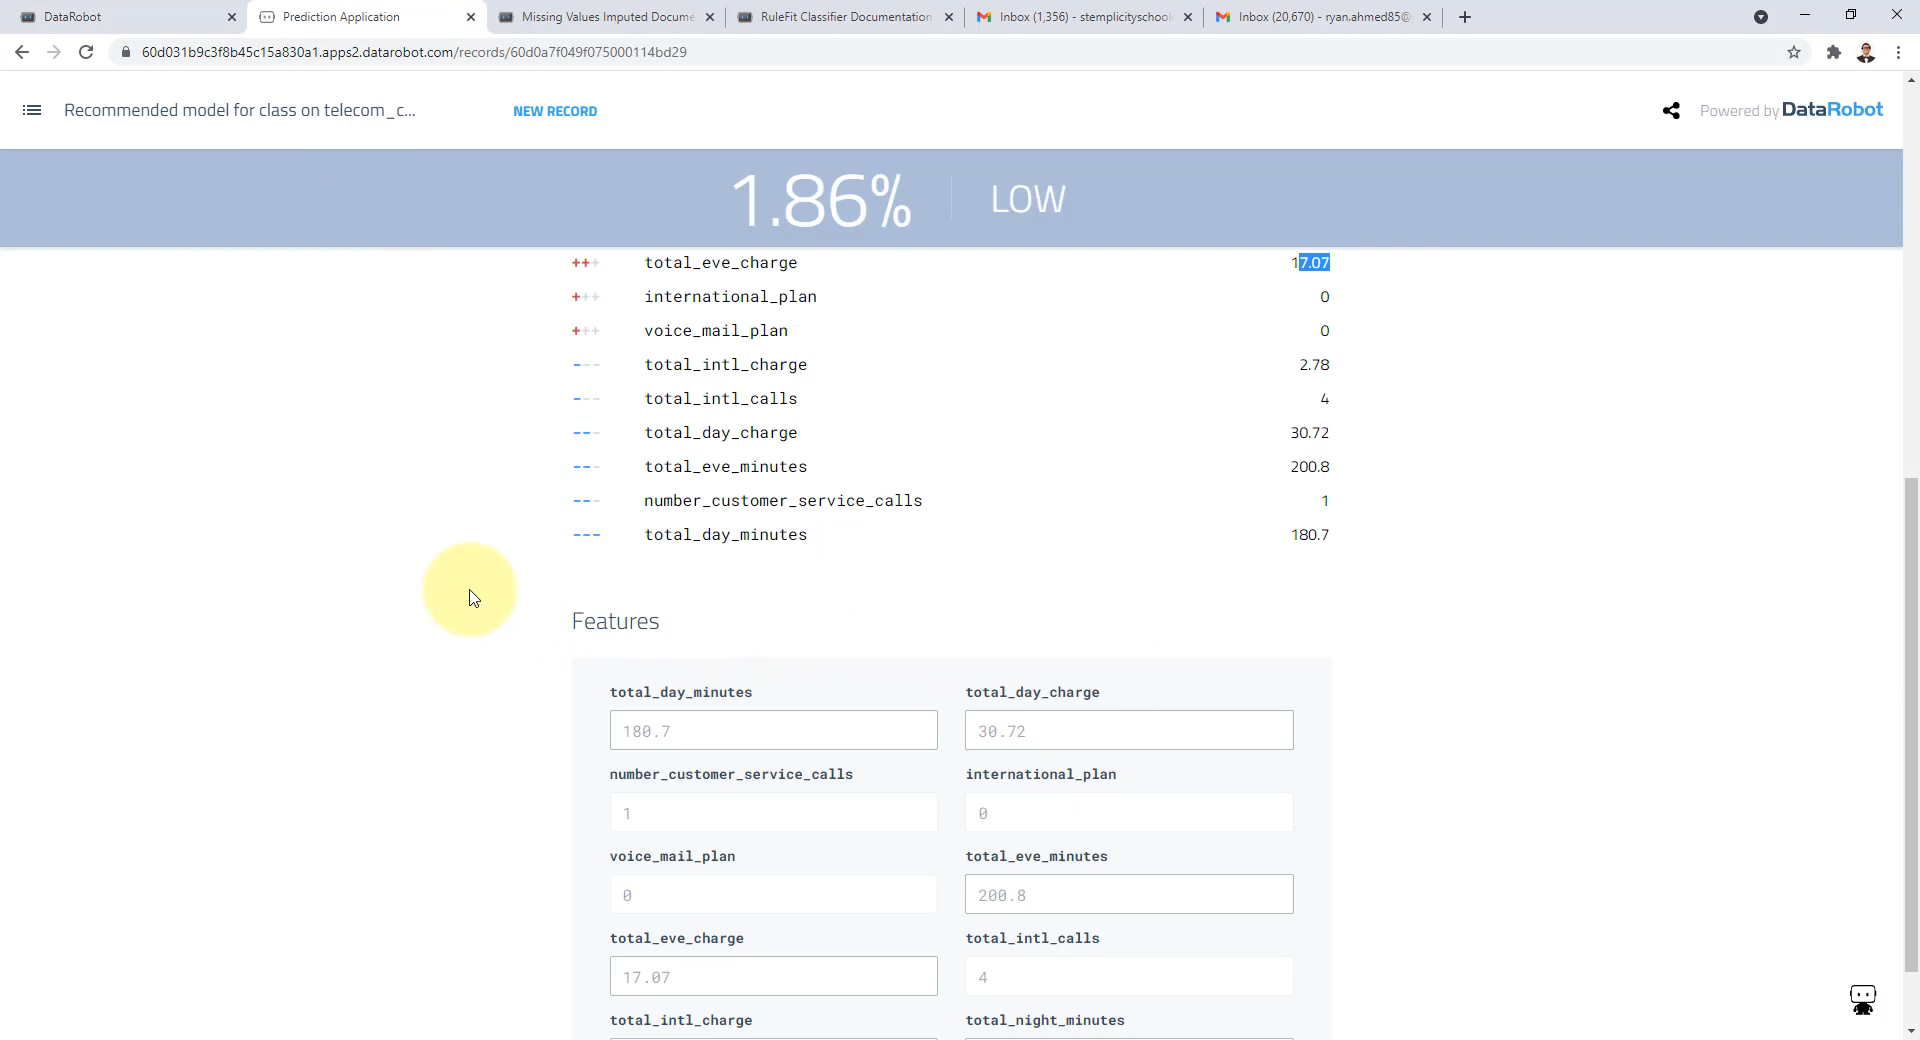 DataRobot
Prediction Application
Missing Values Imputed Docume
RuleFit Classifier Documentation
Inbox (1,356) - stemplicityschool
Inbox (20,670) - ryan.ahmed85@
60d031b9c3f8b45c15a830a1.apps2.datarobot.com/records/60d0a7f049f075000114bd29
Recommended model for class on telecom_c...
NEW RECORD
Powered by DataRobot
1.86%
LOW
+++ total_eve_charge 17.07
+++ international_plan 0
+++ voice_mail_plan 0
--- total_intl_charge 2.78
--- total_intl_calls 4
--- total_day_charge 30.72
--- total_eve_minutes 200.8
--- number_customer_service_calls 1
--- total_day_minutes 180.7
Features
total_day_minutes total_day_charge
180.7 30.72
number_customer_service_calls international_plan
1 0
voice_mail_plan total_eve_minutes
0 200.8
total_eve_charge total_intl_calls
17.07 4
total_intl_charge total_night_minutes